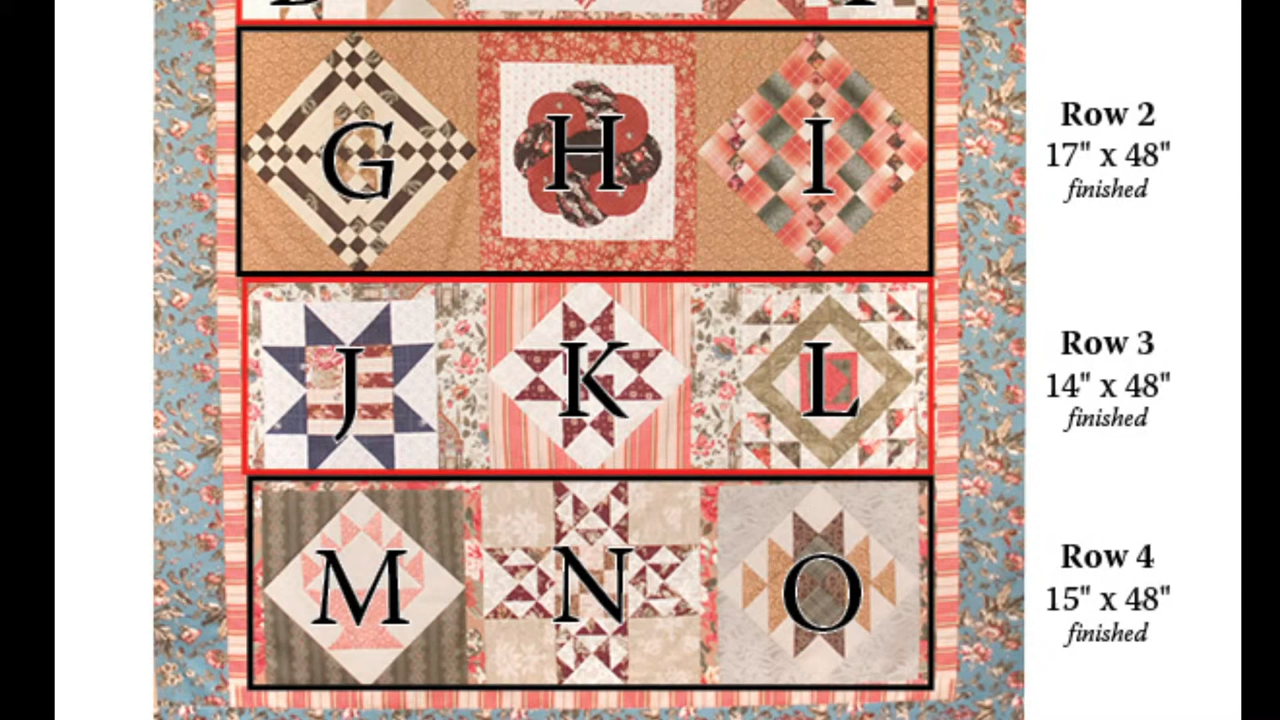 G H I
Row 2
17" x 48"
finished
J K L
Row 3
14" x 48"
finished
M N O
Row 4
15" x 48"
finished